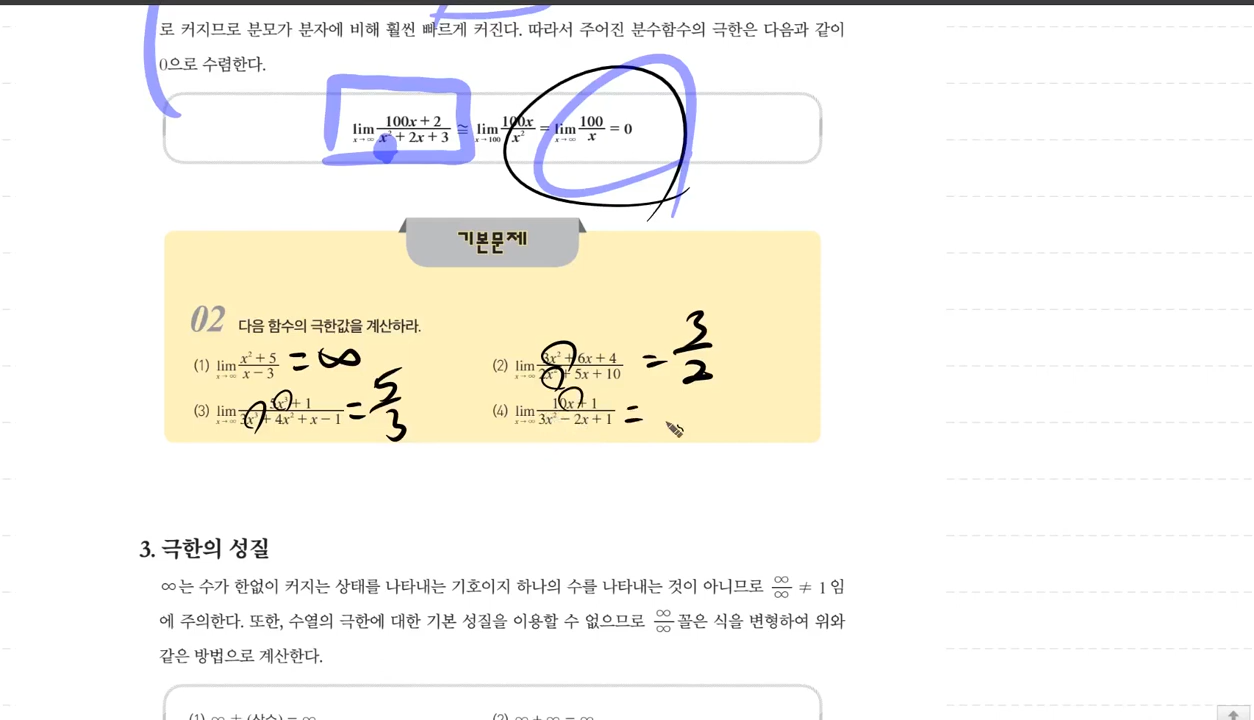 로 커지므로 분모가 분자에 비해 훨씬 빠르게 커진다. 따라서 주어진 분수함수의 극한은 다음과 같이
0으로 수렴한다.
lim_{x→∞} (100x + 2)/(x² + 2x + 3) ≅ lim_{x→100} 100x/x² = lim_{x→∞} 100/x = 0
기본문제
02 다음 함수의 극한값을 계산하라.
(1) lim_{x→∞} (x² + 5)/(x − 3) = ∞ (2) lim_{x→∞} (3x² + 6x + 4)/(2x² + 5x + 10) = 3/2
(3) lim_{x→∞} (5x³ + 1)/(3x³ + 4x² + x − 1) = 5/3 (4) lim_{x→∞} (10x + 1)/(3x² − 2x + 1) =
3. 극한의 성질
∞는 수가 한없이 커지는 상태를 나타내는 기호이지 하나의 수를 나타내는 것이 아니므로 ∞/∞ ≠ 1임
에 주의한다. 또한, 수열의 극한에 대한 기본 성질을 이용할 수 없으므로 ∞/∞ 꼴은 식을 변형하여 위와
같은 방법으로 계산한다.